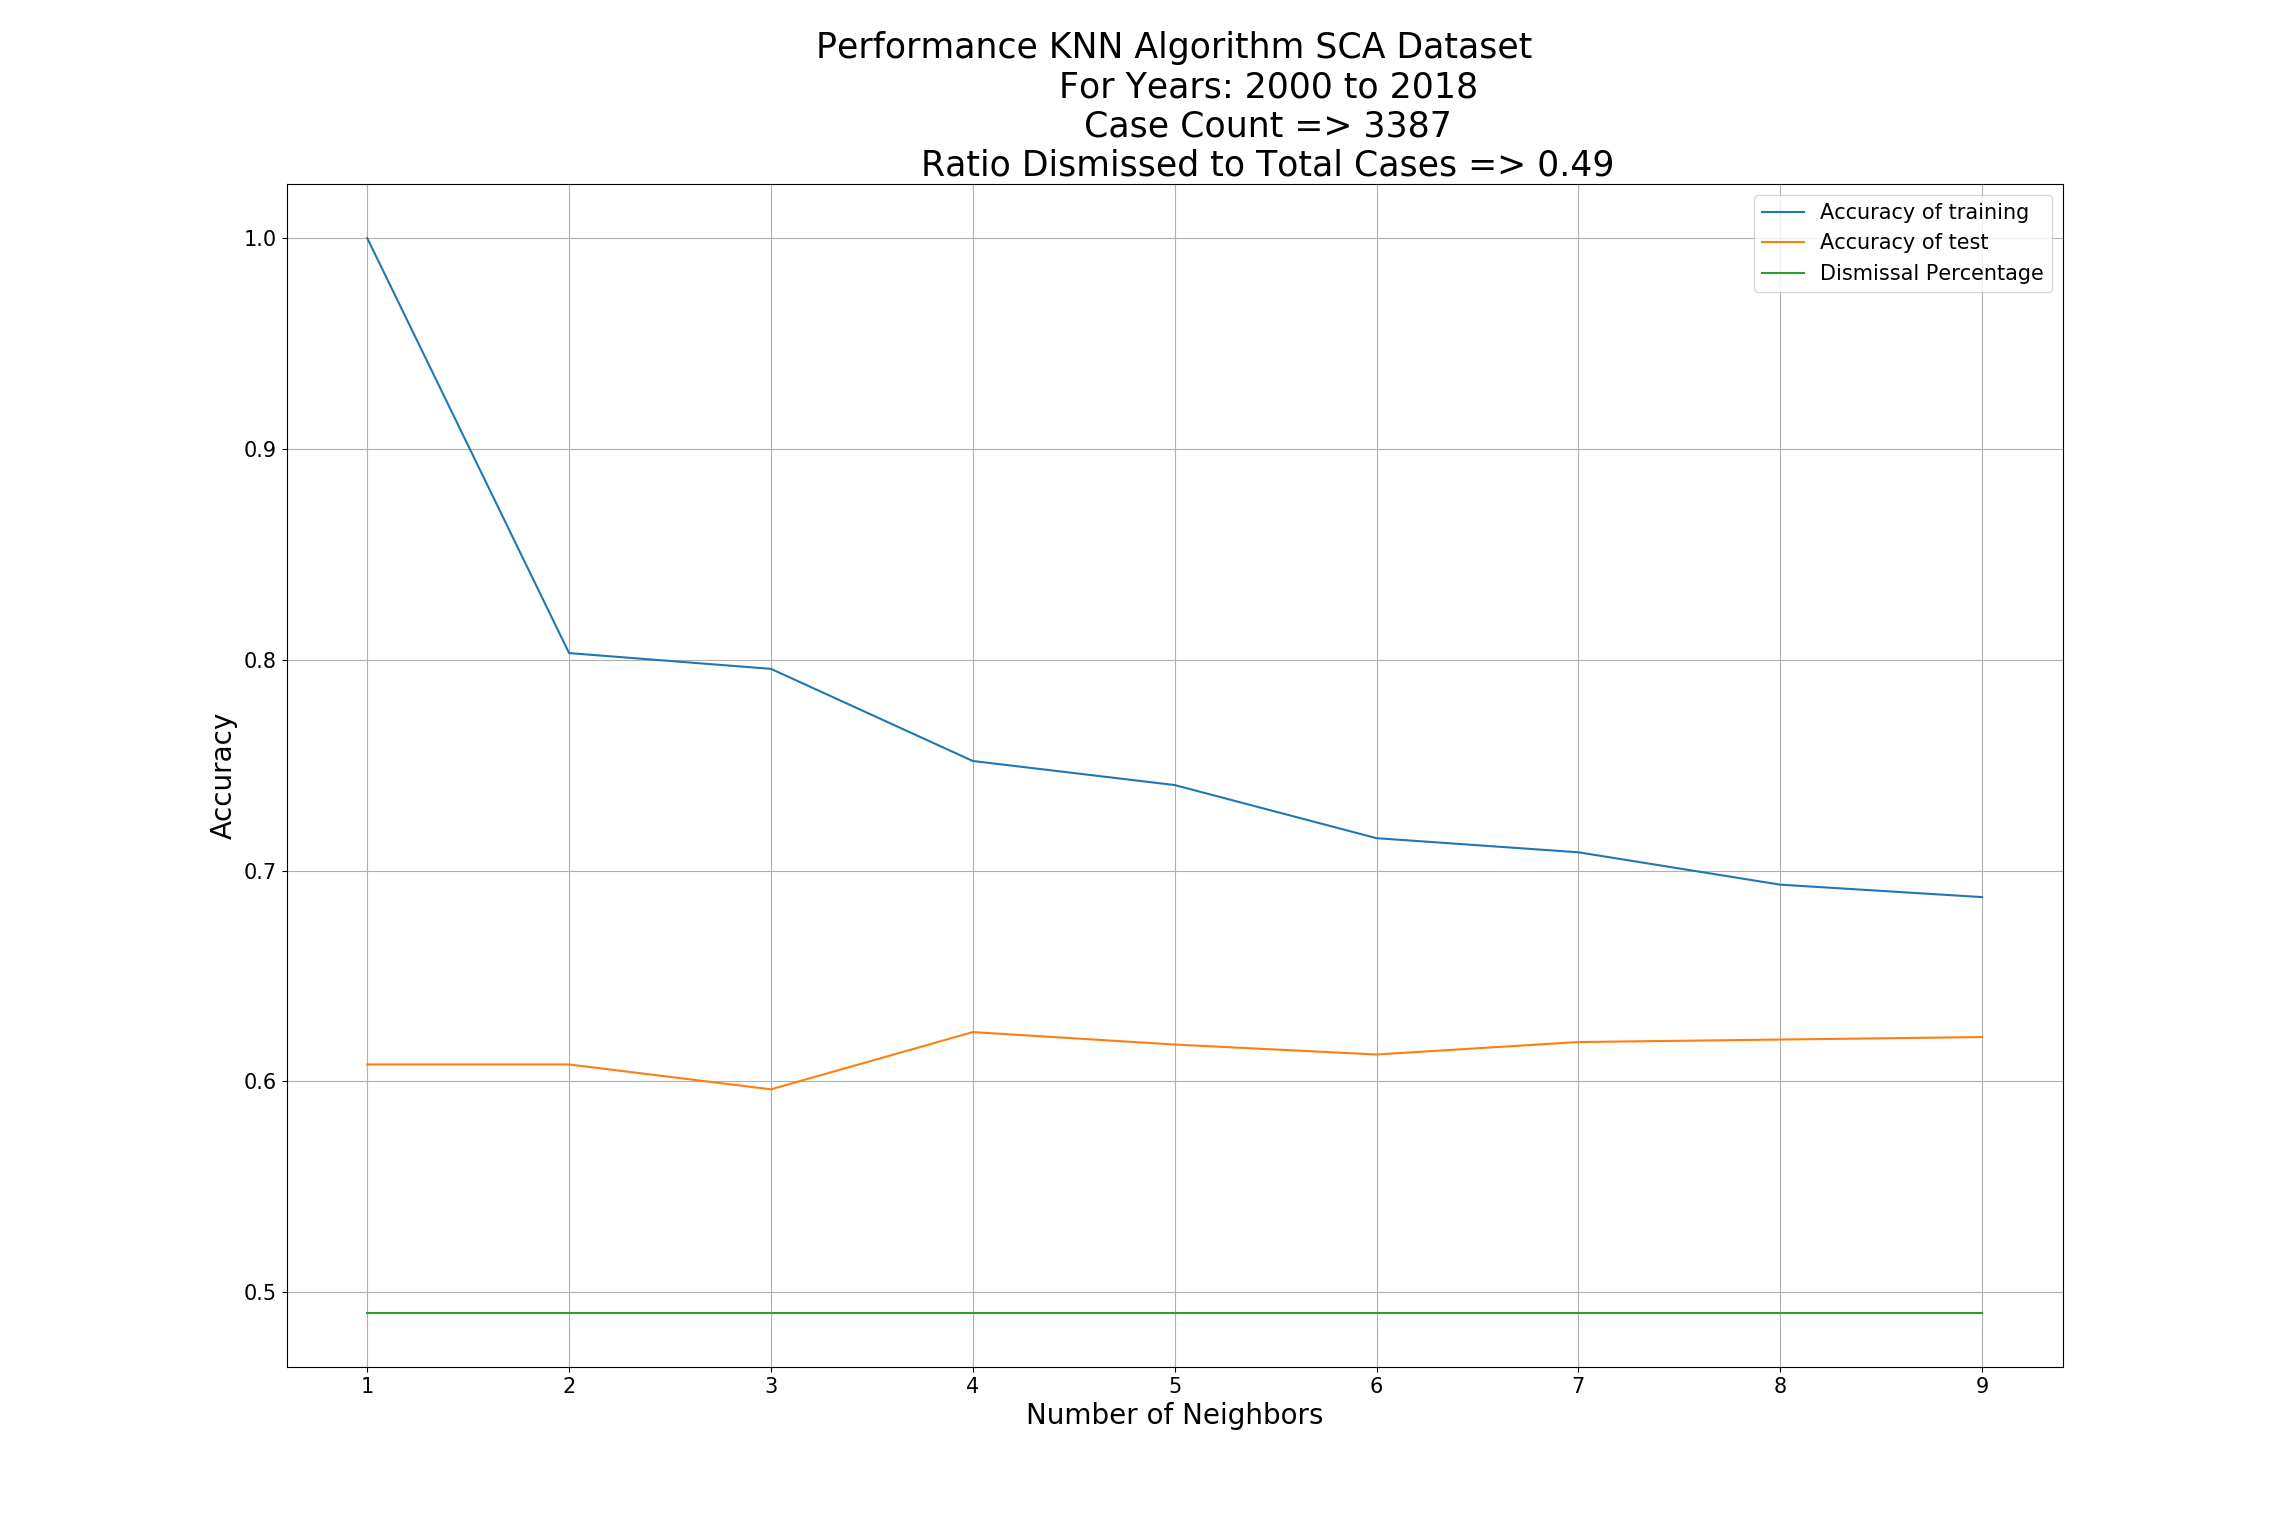 Performance KNN Algorithm SCA Dataset
For Years: 2000 to 2018
Case Count => 3387
Ratio Dismissed to Total Cases => 0.49
Accuracy of training
Accuracy of test
Dismissal Percentage
1.0
0.9
0.8
0.7
0.6
0.5
Accuracy
1 2 3 4 5 6 7 8 9
Number of Neighbors